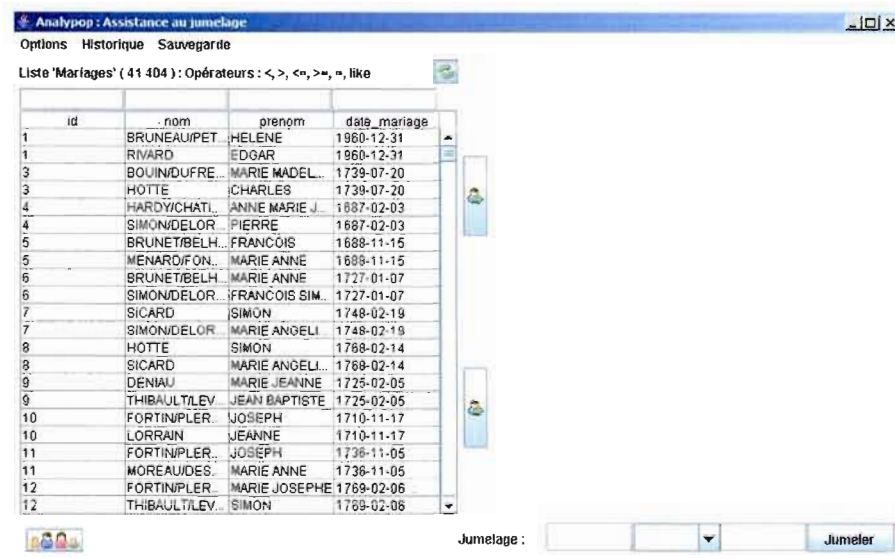 Analypop : Assistance au jumelage
Options Historique Sauvegarde
Liste 'Mariages' ( 41 404 ) : Opérateurs : <, >, <=, >=, =, like
id nom prenom date_mariage
1 BRUNEAU/PET... HELENE 1960-12-31
1 RIVARD EDGAR 1960-12-31
3 BOUIN/DUFRE... MARIE MADEL... 1739-07-20
3 HOTTE CHARLES 1739-07-20
4 HARDY/CHATI... ANNE MARIE J... 1687-02-03
4 SIMON/DELOR... PIERRE 1687-02-03
5 BRUNET/BELH... FRANCOIS 1688-11-15
5 MENARD/FON... MARIE ANNE 1688-11-15
6 BRUNET/BELH... MARIE ANNE 1727-01-07
6 SIMON/DELOR... FRANCOIS SIM... 1727-01-07
7 SICARD SIMON 1748-02-19
7 SIMON/DELOR... MARIE ANGELI... 1748-02-19
8 HOTTE SIMON 1768-02-14
8 SICARD MARIE ANGELI... 1768-02-14
9 DENIAU MARIE JEANNE 1725-02-05
9 THIBAULT/LEV... JEAN BAPTISTE 1725-02-05
10 FORTIN/PLER... JOSEPH 1710-11-17
10 LORRAIN JEANNE 1710-11-17
11 FORTIN/PLER... JOSEPH 1736-11-05
11 MOREAU/DES... MARIE ANNE 1736-11-05
12 FORTIN/PLER... MARIE JOSEPHE 1769-02-06
12 THIBAULT/LEV... SIMON 1769-02-06
Jumelage : Jumeler